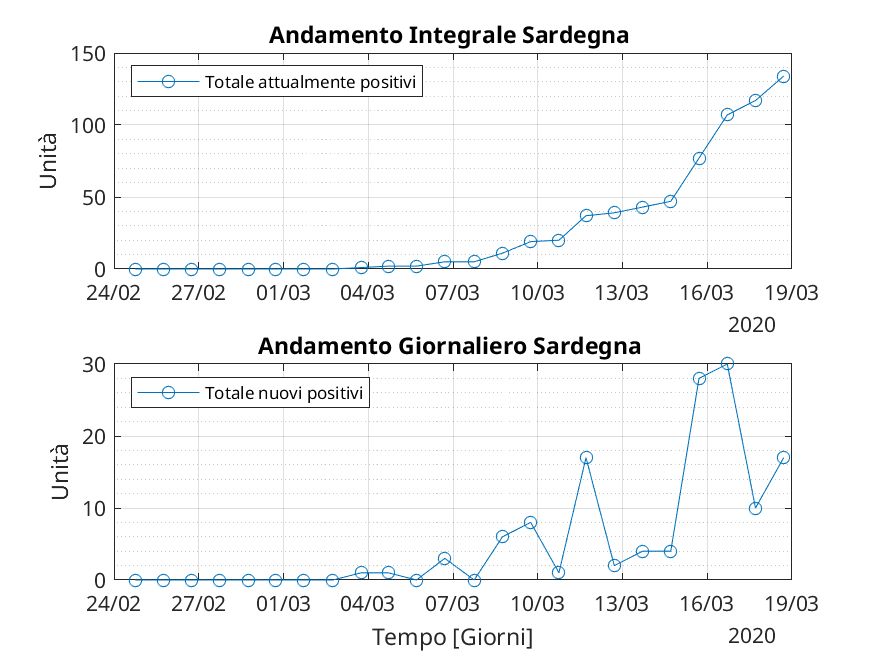 Andamento Integrale Sardegna
150
100
50
0
Unità
Totale attualmente positivi
24/02 27/02 01/03 04/03 07/03 10/03 13/03 16/03 19/03
2020
Andamento Giornaliero Sardegna
30
20
10
0
Unità
Totale nuovi positivi
24/02 27/02 01/03 04/03 07/03 10/03 13/03 16/03 19/03
Tempo [Giorni]
2020